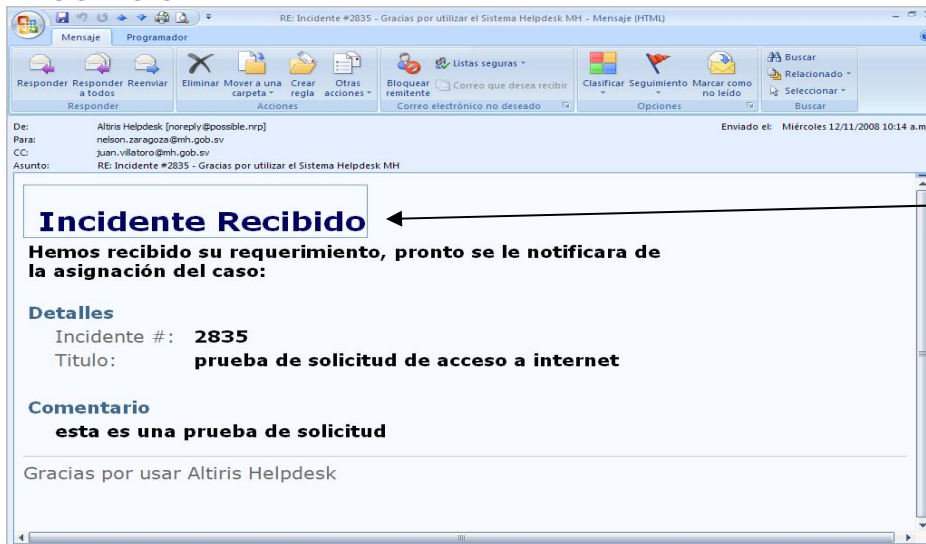 RE: Incidente #2835 - Gracias por utilizar el Sistema Helpdesk MH - Mensaje (HTML)
Mensaje Programador
Responder Responder a todos Reenviar
Eliminar Mover a una carpeta Crear regla Otras acciones
Bloquear remitente Listas seguras Correo que desea recibir
Clasificar Seguimiento Marcar como no leído
Buscar Relacionado Seleccionar
Responder Acciones Correo electrónico no deseado Opciones Buscar
De: Altiris Helpdesk [noreply@possible.nrp] Enviado el: Miércoles 12/11/2008 10:14 a.m
Para: nelson.zaragoza@mh.gob.sv
CC: juan.villatoro@mh.gob.sv
Asunto: RE: Incidente #2835 - Gracias por utilizar el Sistema Helpdesk MH
Incidente Recibido
Hemos recibido su requerimiento, pronto se le notificara de
la asignación del caso:
Detalles
Incidente #: 2835
Titulo: prueba de solicitud de acceso a internet
Comentario
esta es una prueba de solicitud
Gracias por usar Altiris Helpdesk